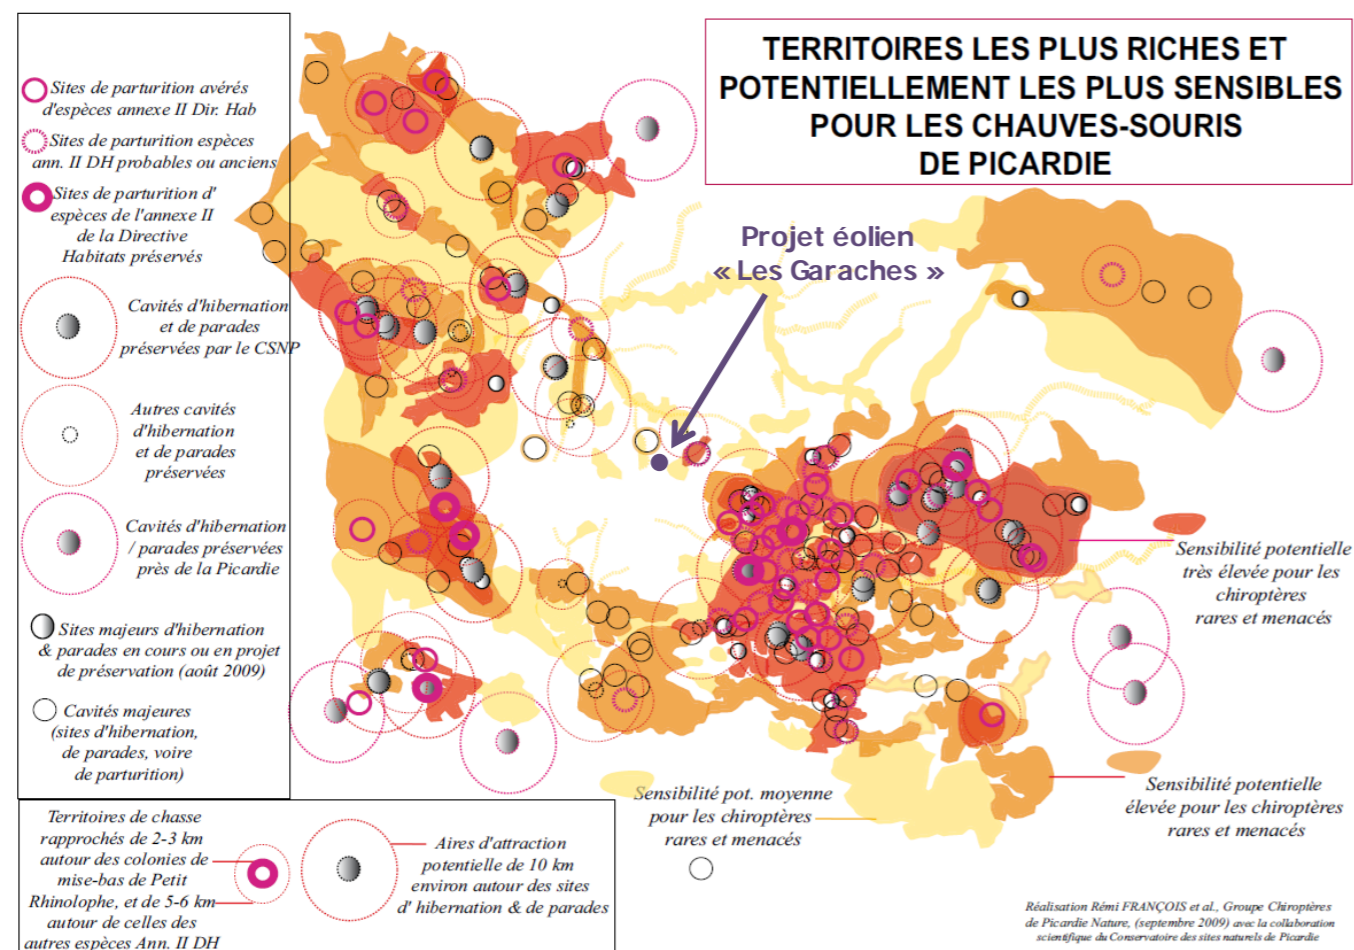 TERRITOIRES LES PLUS RICHES ET
POTENTIELLEMENT LES PLUS SENSIBLES
POUR LES CHAUVES-SOURIS
DE PICARDIE
Sites de parturition avérés
d'espèces annexe II Dir. Hab
Sites de parturition espèces
ann. II DH probables ou anciens
Sites de parturition d'
espèces de l'annexe II
de la Directive
Habitats préservés
Cavités d'hibernation
et de parades
préservées par le CSNP
Autres cavités
d'hibernation
et de parades
préservées
Cavités d'hibernation
/ parades préservées
près de la Picardie
Sites majeurs d'hibernation
& parades en cours ou en projet
de préservation (août 2009)
Cavités majeures
(sites d'hibernation,
de parades, voire
de parturition)
Projet éolien
« Les Garaches »
Sensibilité potentielle
très élevée pour les
chiroptères
rares et menacés
Sensibilité potentielle
élevée pour les chiroptères
rares et menacés
Sensibilité pot. moyenne
pour les chiroptères
rares et menacés
Territoires de chasse
rapprochés de 2-3 km
autour des colonies de
mise-bas de Petit
Rhinolophe, et de 5-6 km
autour de celles des
autres espèces Ann. II DH
Aires d'attraction
potentielle de 10 km
environ autour des sites
d' hibernation & de parades
Réalisation Rémi FRANÇOIS et al., Groupe Chiroptères
de Picardie Nature, (septembre 2009) avec la collaboration
scientifique du Conservatoire des sites naturels de Picardie